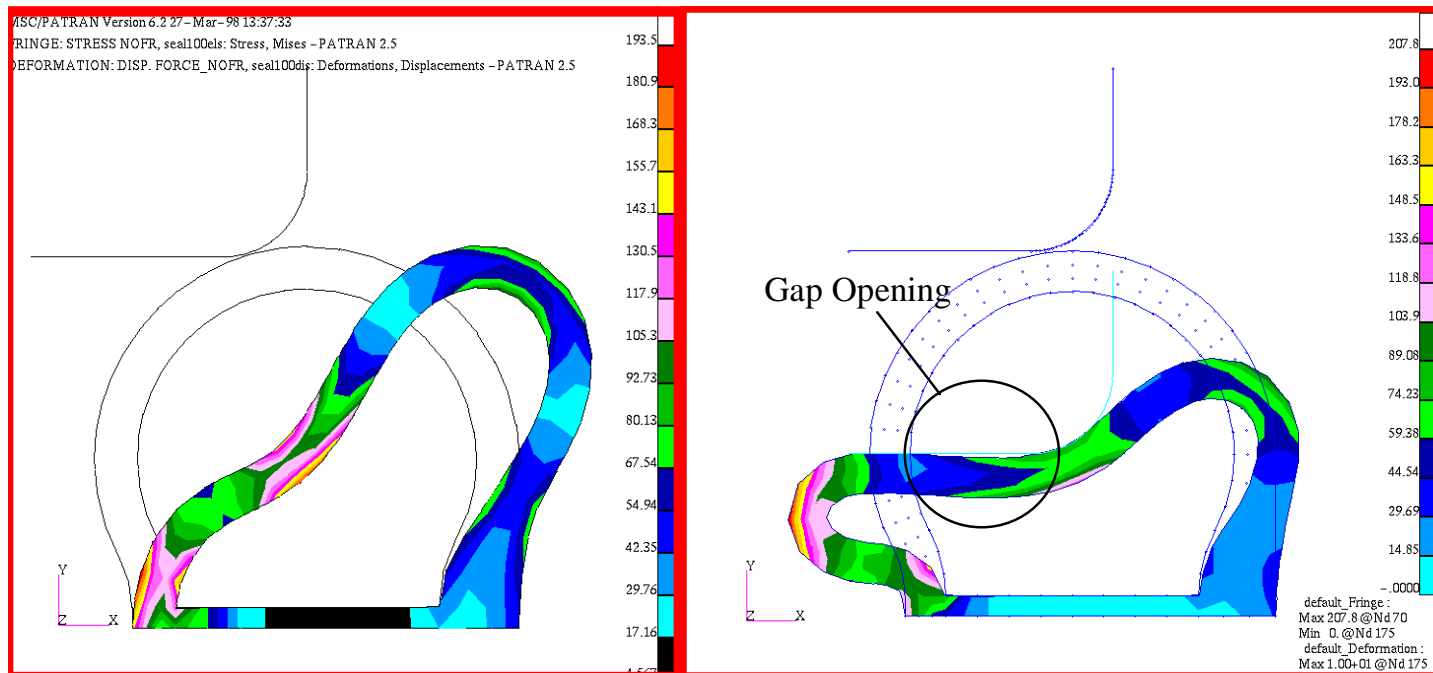 MSC/PATRAN Version 6.2 27-Mar-98 13:37:33
FRINGE: STRESS NOFR, seal100els: Stress, Mises -PATRAN 2.5
DEFORMATION: DISP. FORCE_NOFR, seal100dis: Deformations, Displacements -PATRAN 2.5
193.5
180.9
168.3
155.7
143.1
130.5
117.9
105.3
92.73
80.13
67.54
54.94
42.35
29.76
17.16
4.567
Y
Z X
207.8
193.0
178.2
163.3
148.5
133.6
118.8
103.9
89.08
74.23
59.38
44.54
29.69
14.85
-.0000
Gap Opening
Y
Z X
default_Fringe :
Max 207.8 @Nd 70
Min 0. @Nd 175
default_Deformation :
Max 1.00+01 @Nd 175